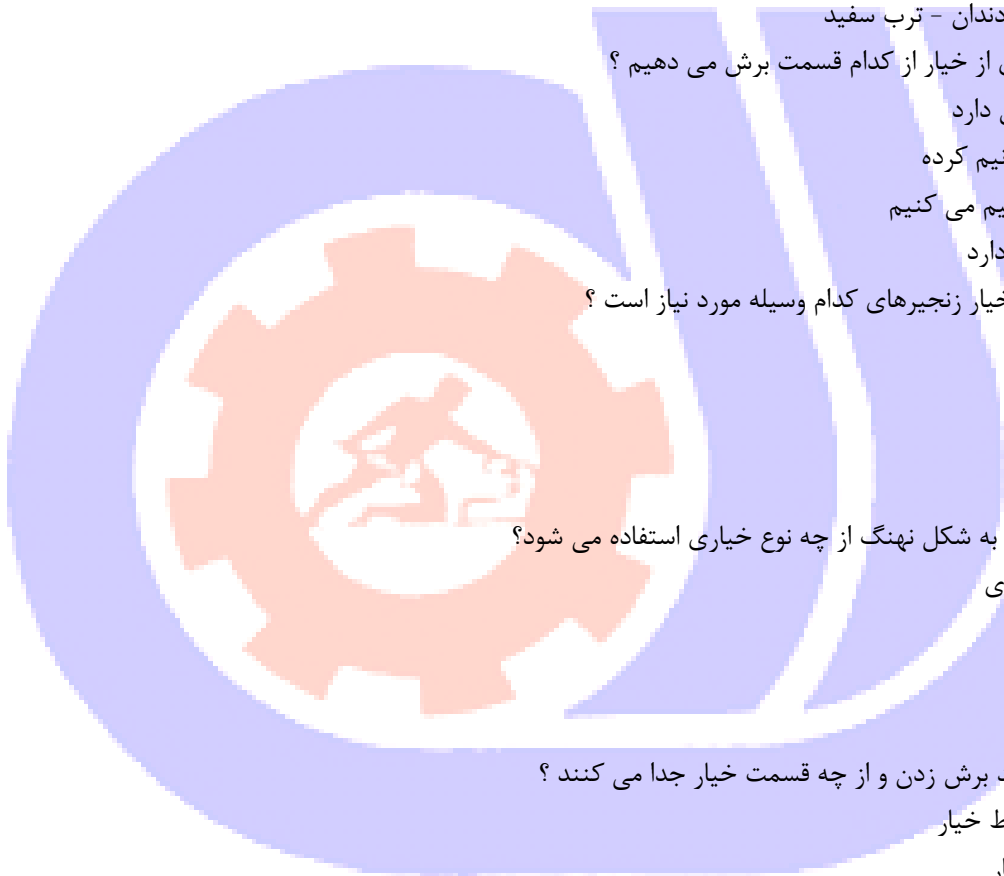 دندان - ترب سفید
از خیار از کدام قسمت برش می دهیم ؟
دارد
نیم کرده
یم می کنیم
دارد
خیار زنجیرهای کدام وسیله مورد نیاز است ؟
به شکل نهنگ از چه نوع خیاری استفاده می شود؟
ی
برش زدن و از چه قسمت خیار جدا می کنند ؟
ط خیار